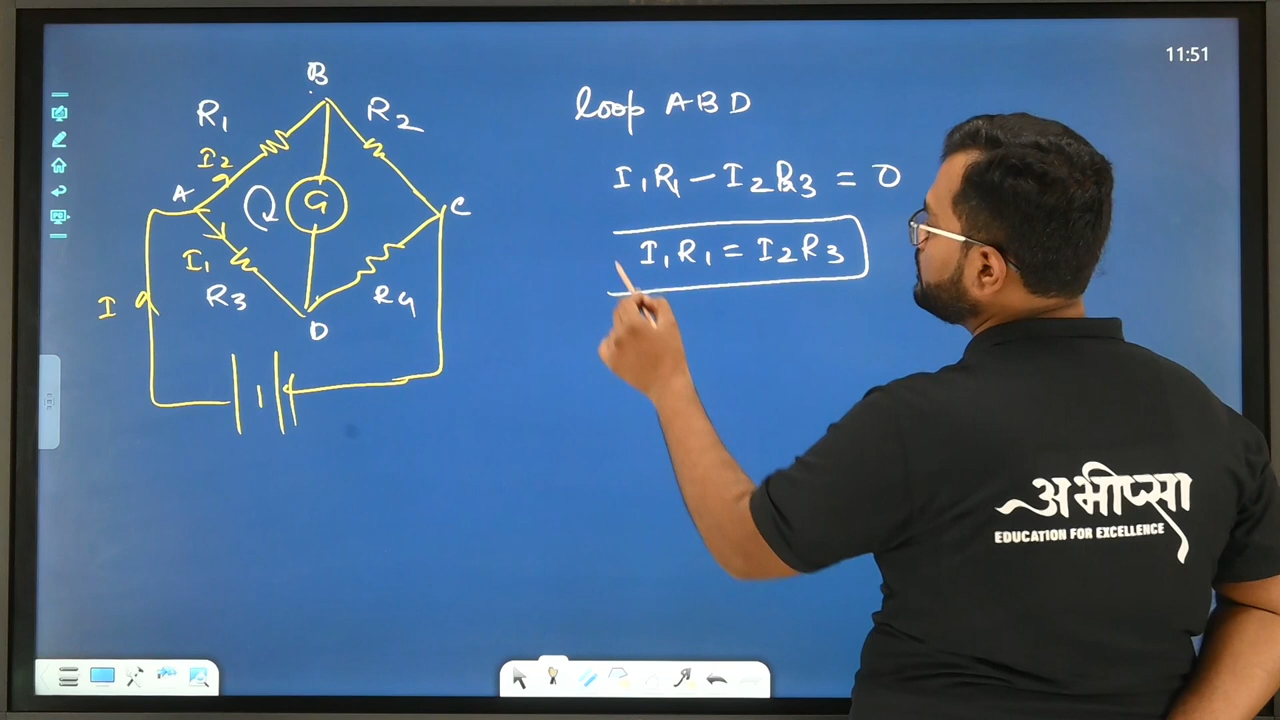 11:51
B
R₁
R₂
I₂
A
G
C
I₁
R₃
R₄
I
D
loop ABD
I₁R₁ - I₂R₃ = 0
I₁R₁ = I₂R₃
अभीप्सा
EDUCATION FOR EXCELLENCE